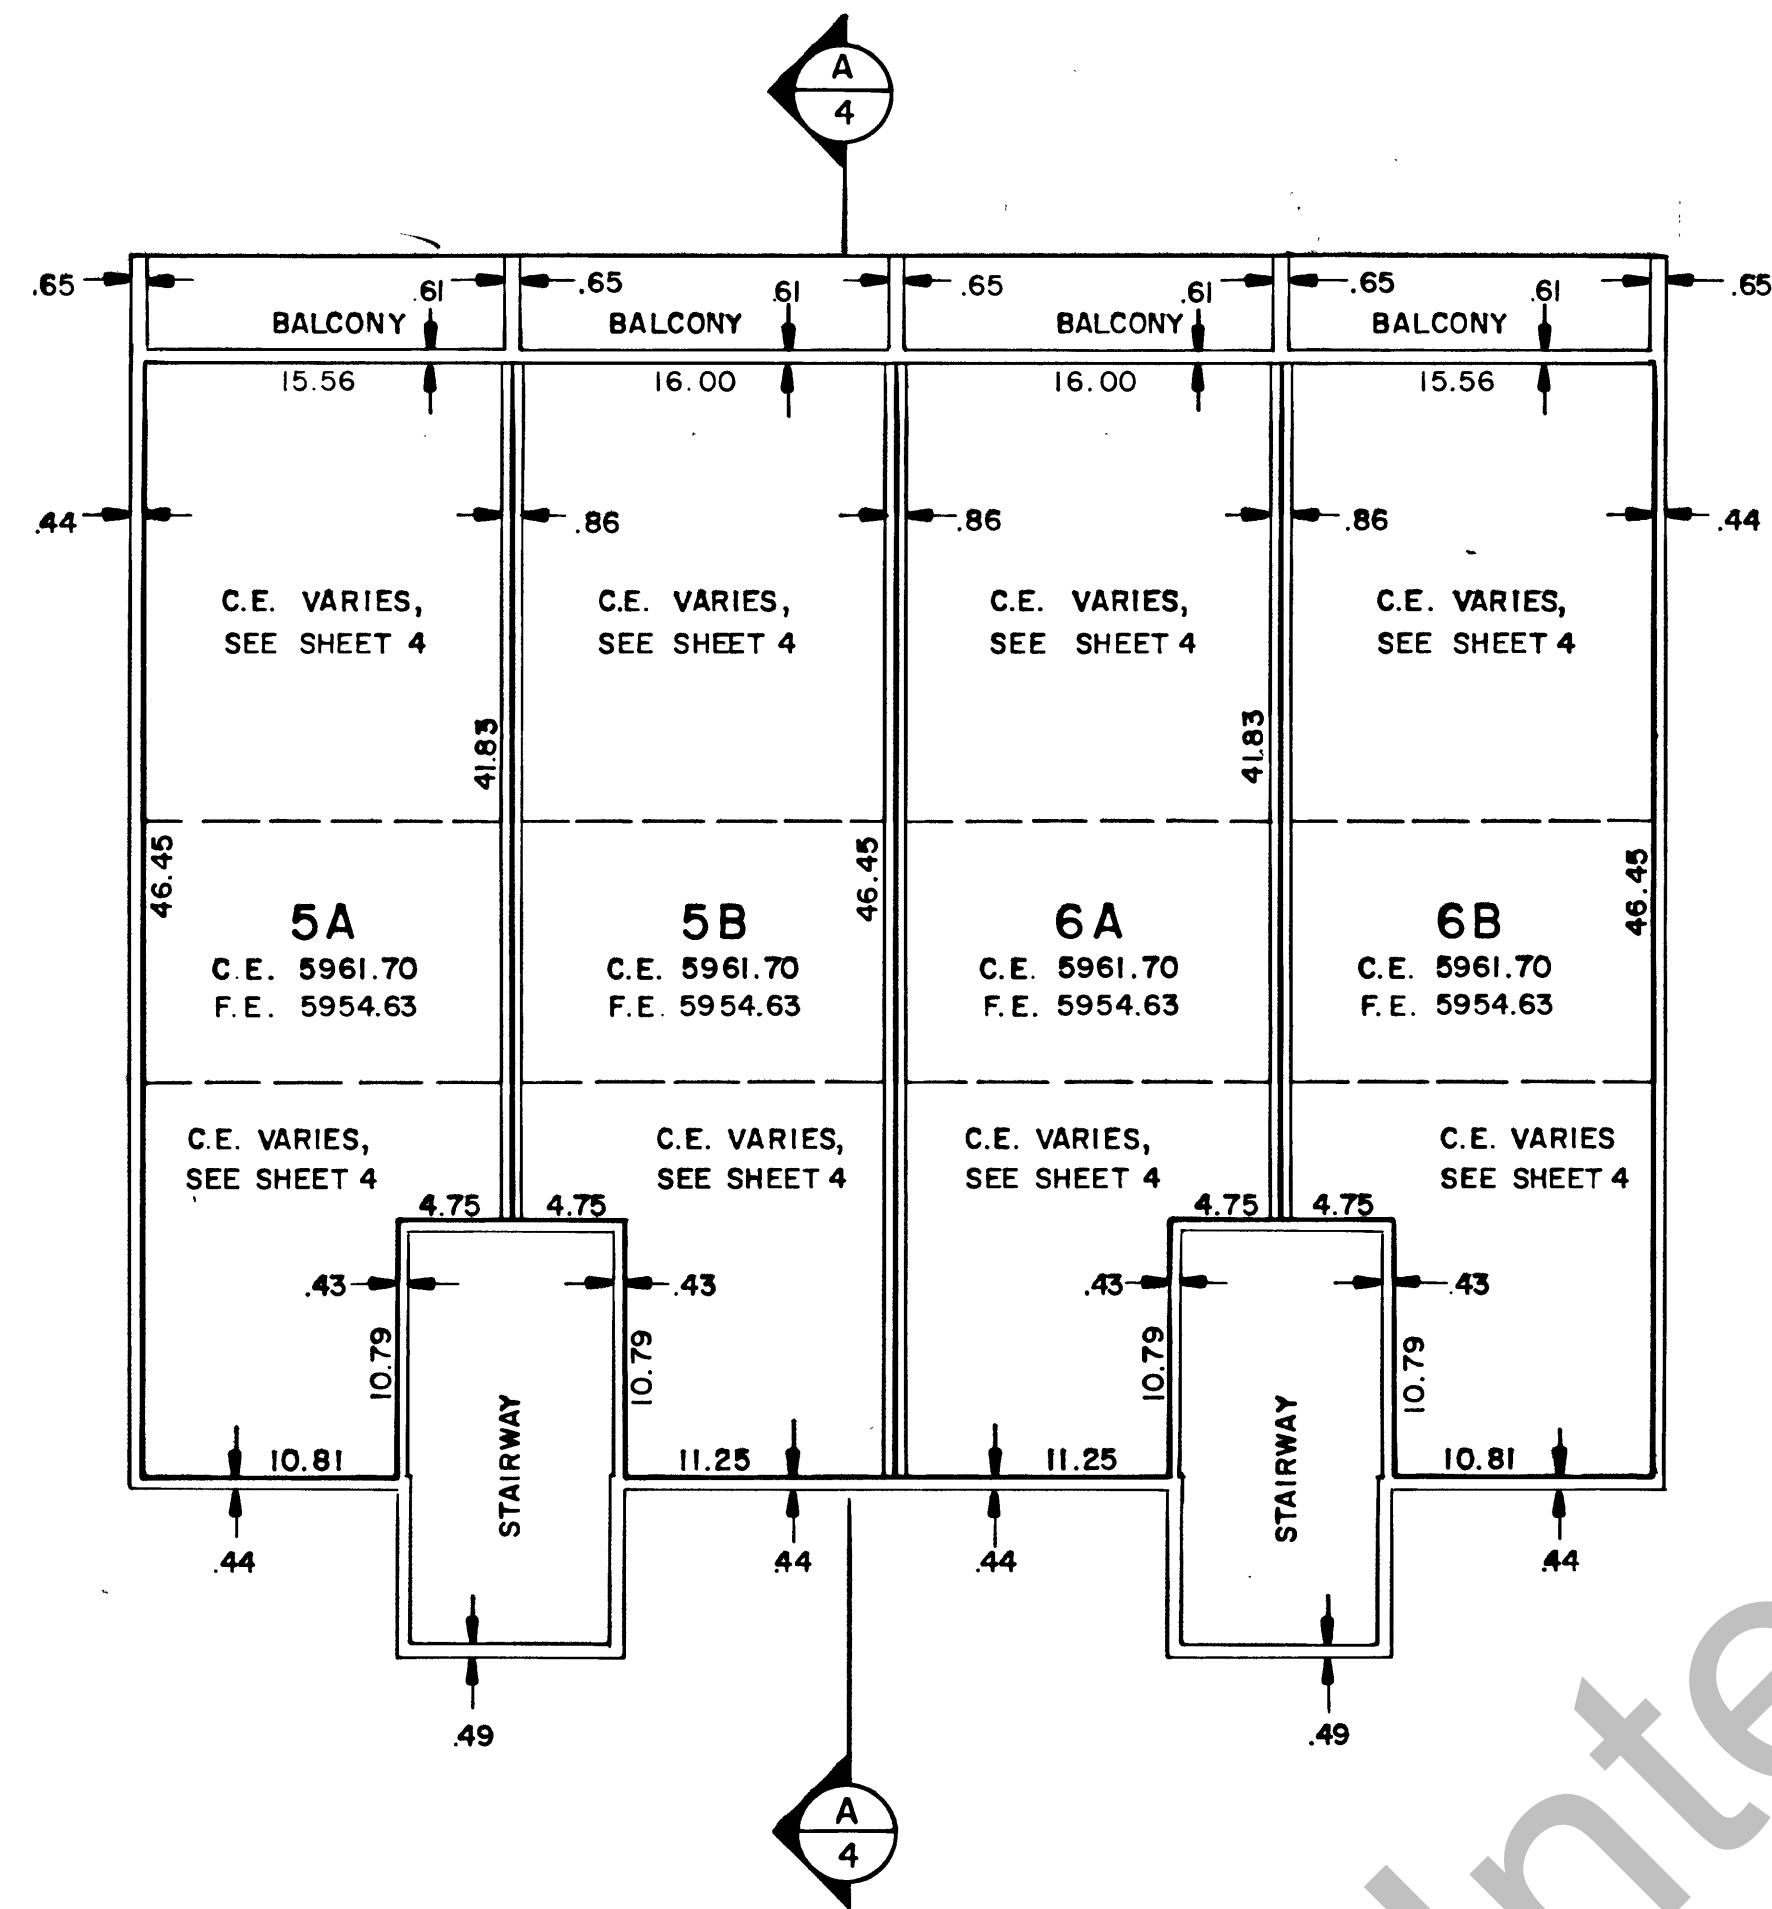 A
4
.65
.61
.65
.61
.65
.61
.65
.61
.65
BALCONY
BALCONY
BALCONY
BALCONY
15.56
16.00
16.00
15.56
.44
.86
.86
.86
.44
C.E. VARIES,
SEE SHEET 4
C.E. VARIES,
SEE SHEET 4
C.E. VARIES,
SEE SHEET 4
C.E. VARIES,
SEE SHEET 4
41.83
41.83
46.45
46.45
46.45
5A
C.E. 5961.70
F.E. 5954.63
5B
C.E. 5961.70
F.E. 5954.63
6A
C.E. 5961.70
F.E. 5954.63
6B
C.E. 5961.70
F.E. 5954.63
C.E. VARIES,
SEE SHEET 4
C.E. VARIES,
SEE SHEET 4
C.E. VARIES,
SEE SHEET 4
C.E. VARIES
SEE SHEET 4
4.75
4.75
4.75
4.75
.43
.43
.43
.43
10.79
10.79
10.79
10.79
10.81
11.25
11.25
10.81
STAIRWAY
STAIRWAY
.44
.44
.44
.44
.49
.49
A
4
Inte